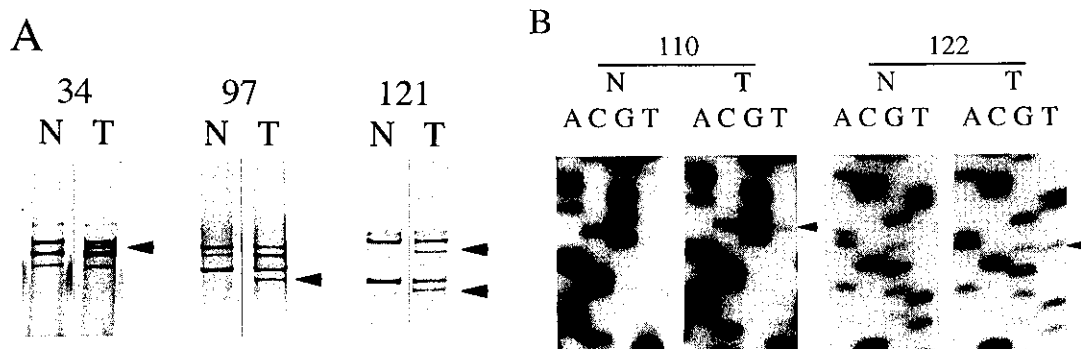 A
34 97 121
N T N T N T
B
110 122
N T N T
A C G T A C G T A C G T A C G T